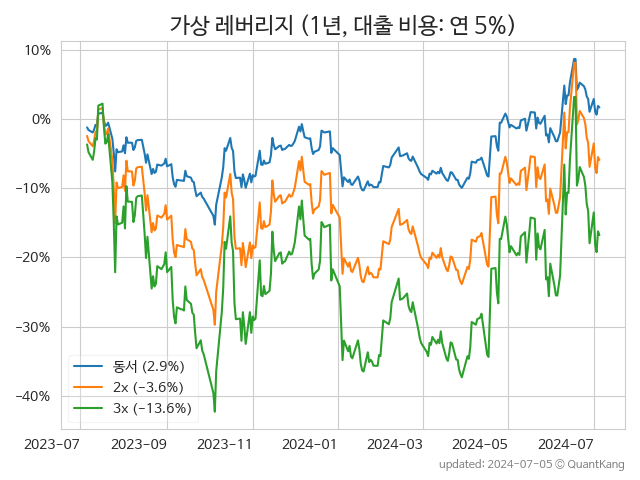 가상 레버리지 (1년, 대출 비용: 연 5%)
10%
0%
−10%
−20%
−30%
−40%
동서 (2.9%)
2x (−3.6%)
3x (−13.6%)
2023-07 2023-09 2023-11 2024-01 2024-03 2024-05 2024-07
updated: 2024-07-05 © QuantKang